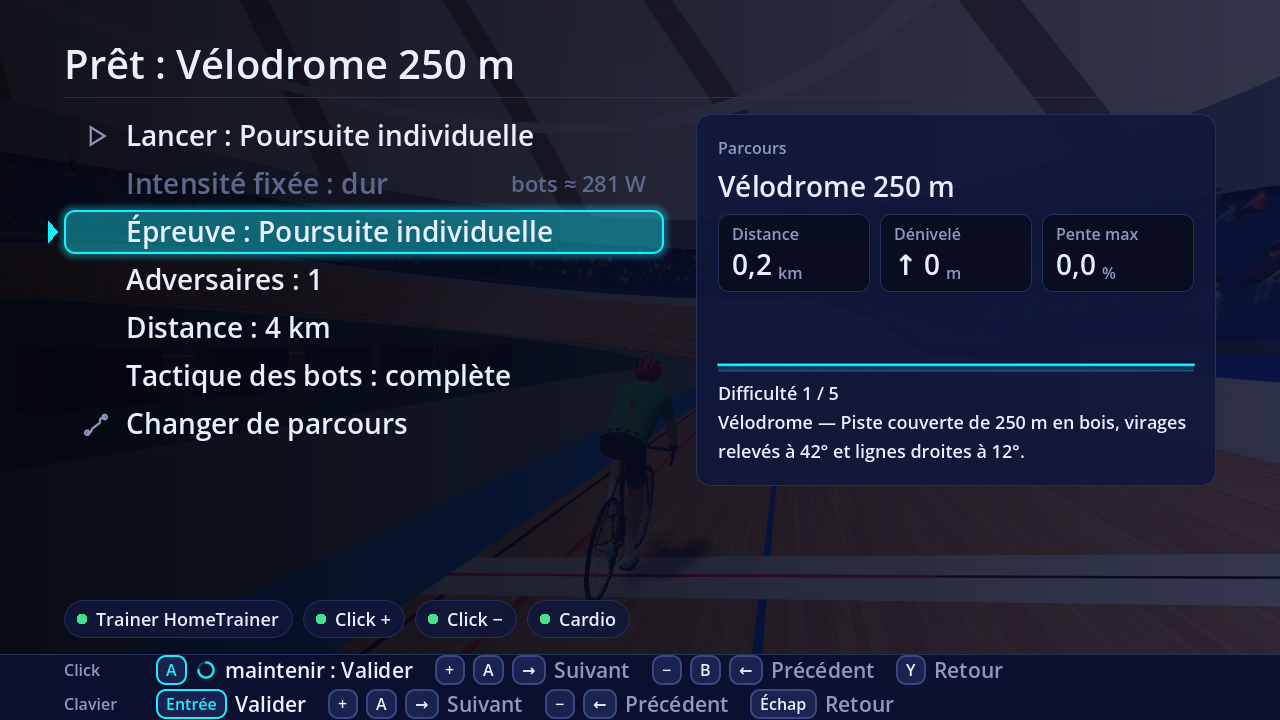 Prêt : Vélodrome 250 m
Lancer : Poursuite individuelle
Intensité fixée : dur bots ≈ 281 W
Épreuve : Poursuite individuelle
Adversaires : 1
Distance : 4 km
Tactique des bots : complète
Changer de parcours
Parcours
Vélodrome 250 m
Distance Dénivelé Pente max
0,2 km ↑ 0 m 0,0 %
Difficulté 1 / 5
Vélodrome — Piste couverte de 250 m en bois, virages
relevés à 42° et lignes droites à 12°.
Trainer HomeTrainer Click + Click − Cardio
Click A maintenir : Valider + A → Suivant − B ← Précédent Y Retour
Clavier Entrée Valider + A → Suivant − ← Précédent Échap Retour